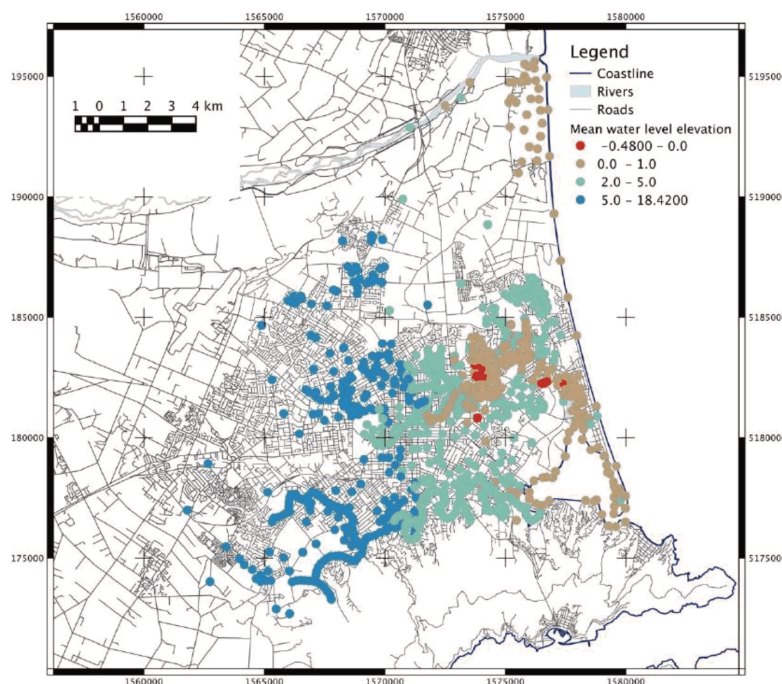 1560000 1565000 1570000 1575000 1580000
Legend
Coastline
Rivers
Roads
Mean water level elevation
-0.4800 - 0.0
0.0 - 1.0
2.0 - 5.0
5.0 - 18.4200
1 0 1 2 3 4 km
195000 5195000
190000 5190000
185000 5185000
180000 5180000
175000 5175000
1560000 1565000 1570000 1575000 1580000